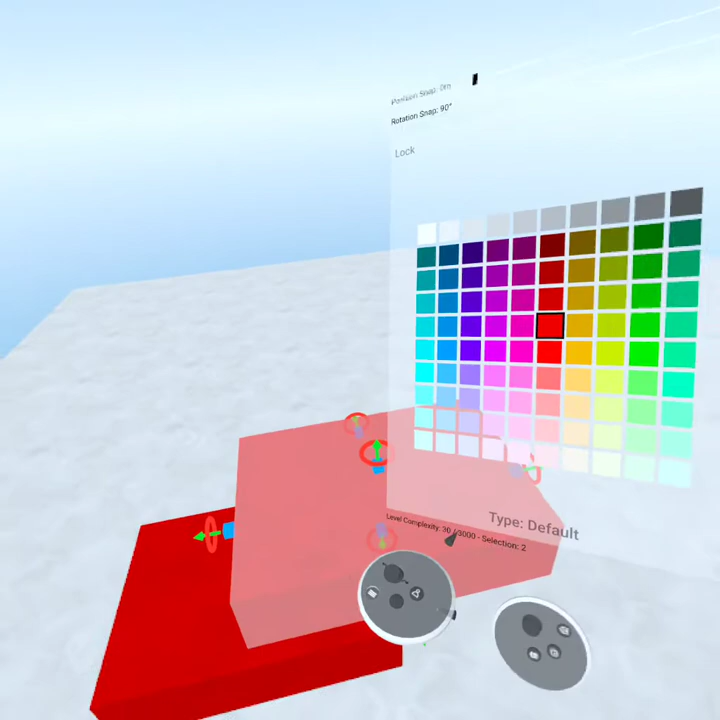 Position Snap: 0m
Rotation Snap: 90°
Lock
Type: Default
Level Complexity: 30 /3000 - Selection: 2